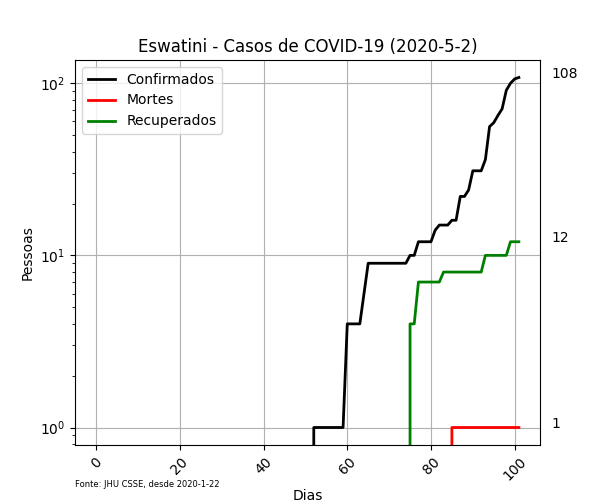 Eswatini - Casos de COVID-19 (2020-5-2)
Confirmados
Mortes
Recuperados
10²
10¹
10⁰
Pessoas
108
12
1
0 20 40 60 80 100
Dias
Fonte: JHU CSSE, desde 2020-1-22